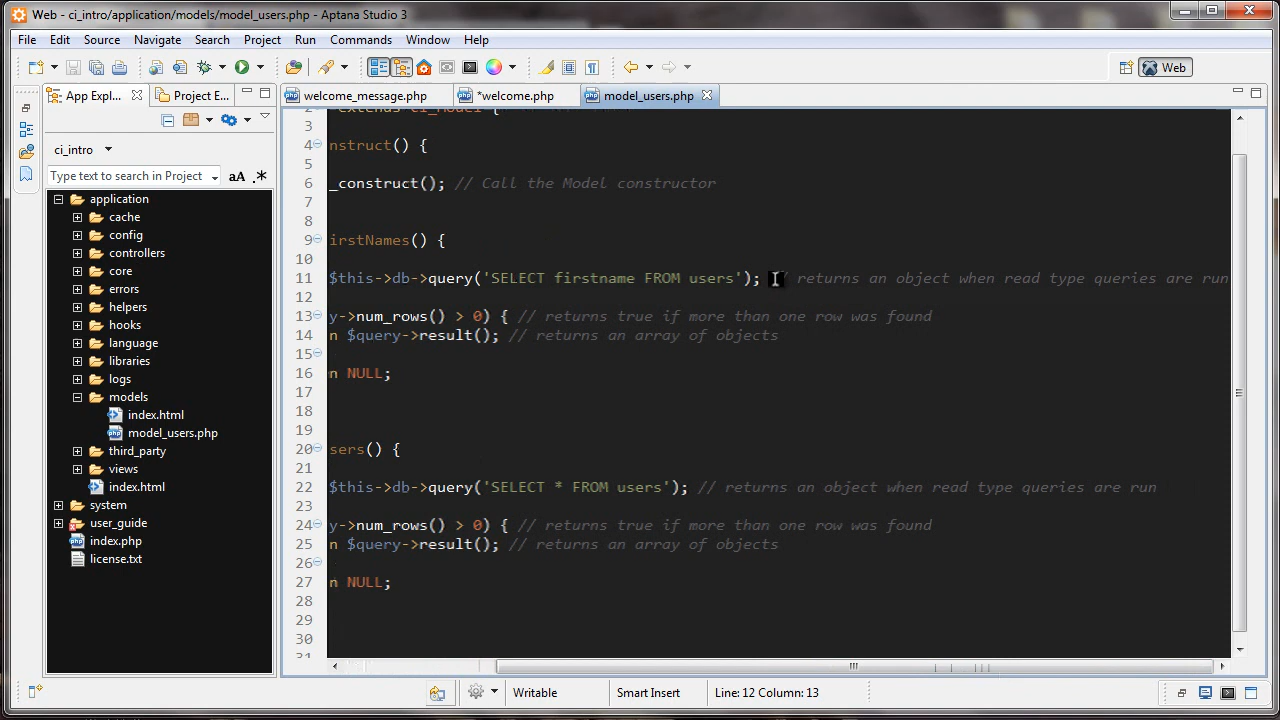 Web - ci_intro/application/models/model_users.php - Aptana Studio 3
File Edit Source Navigate Search Project Run Commands Window Help
Web
App Expl... Project E...
welcome_message.php *welcome.php model_users.php
ci_intro
Type text to search in Project aA .*
application
cache
config
controllers
core
errors
helpers
hooks
language
libraries
logs
models
index.html
model_users.php
third_party
views
index.html
system
user_guide
index.php
license.txt
2 extends CI_Model {
3
4 nstruct() {
5
6 _construct(); // Call the Model constructor
7
8
9 irstNames() {
10
11 $this->db->query('SELECT firstname FROM users'); // returns an object when read type queries are run
12
13 y->num_rows() > 0) { // returns true if more than one row was found
14 n $query->result(); // returns an array of objects
15
16 n NULL;
17
18
19
20 sers() {
21
22 $this->db->query('SELECT * FROM users'); // returns an object when read type queries are run
23
24 y->num_rows() > 0) { // returns true if more than one row was found
25 n $query->result(); // returns an array of objects
26
27 n NULL;
28
29
30
31
Writable Smart Insert Line: 12 Column: 13